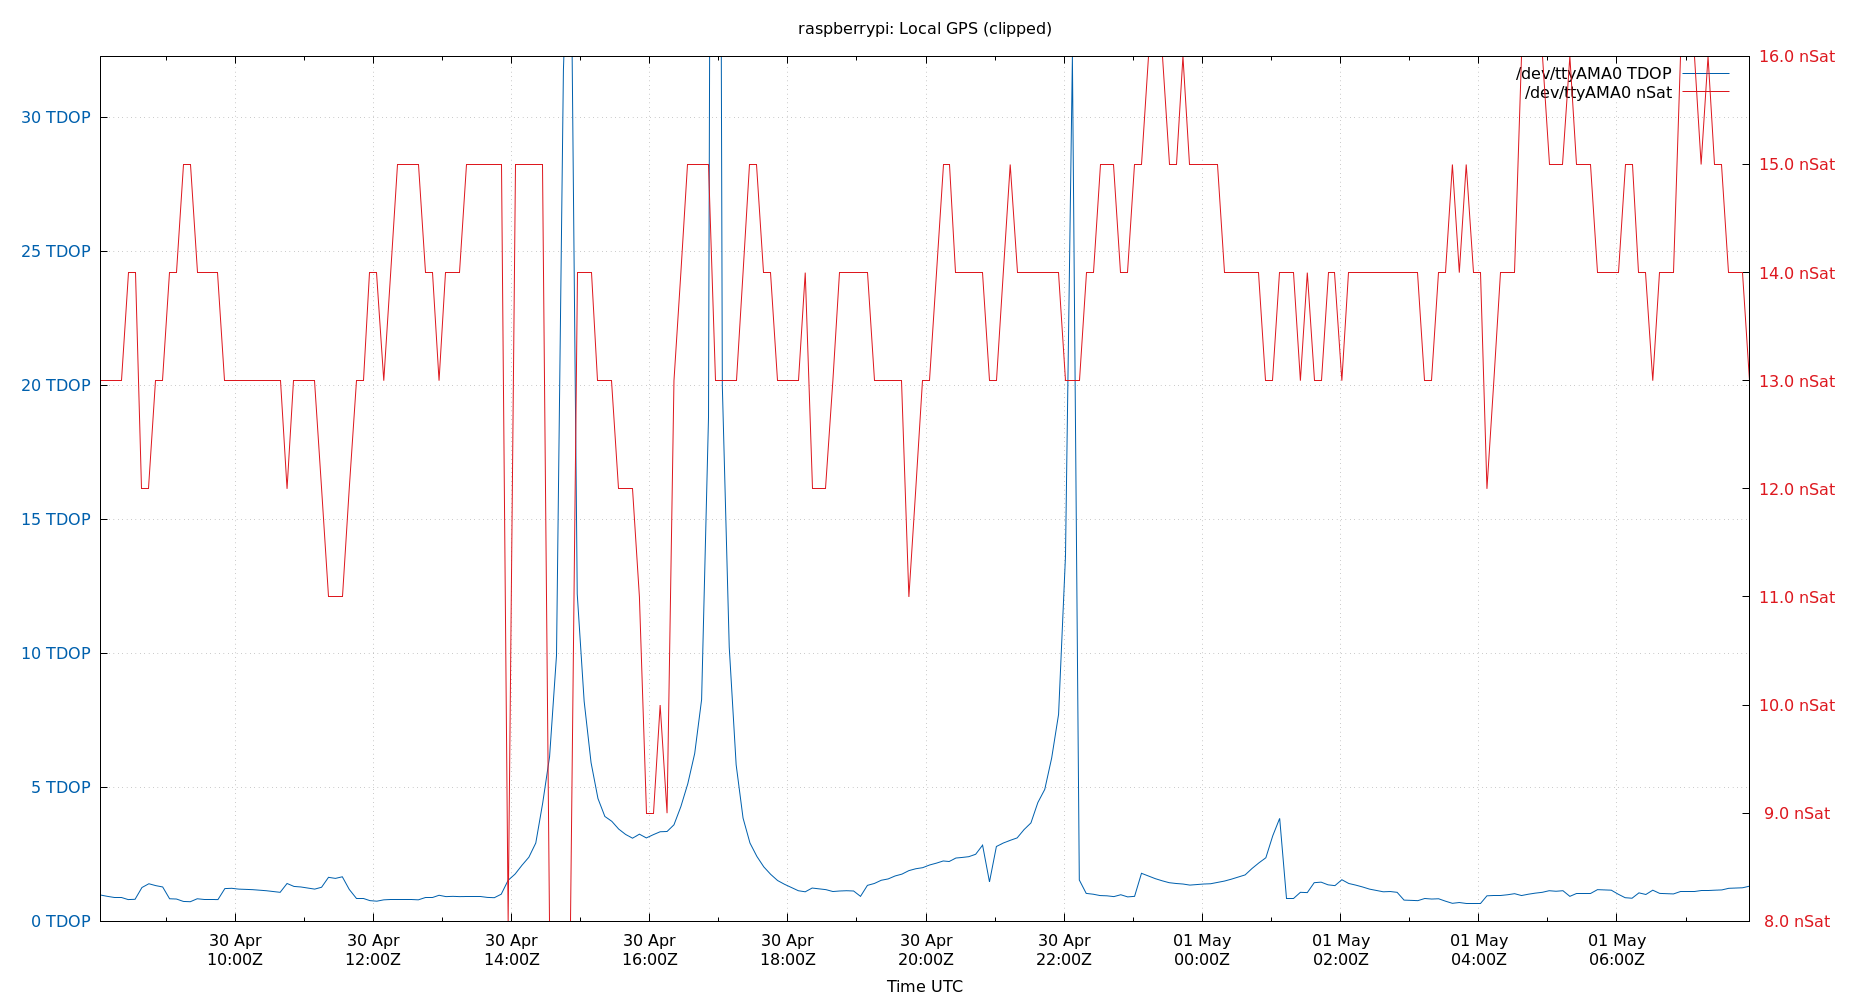 raspberrypi: Local GPS (clipped)
/dev/ttyAMA0 TDOP
/dev/ttyAMA0 nSat
30 TDOP
25 TDOP
20 TDOP
15 TDOP
10 TDOP
5 TDOP
0 TDOP
16.0 nSat
15.0 nSat
14.0 nSat
13.0 nSat
12.0 nSat
11.0 nSat
10.0 nSat
9.0 nSat
8.0 nSat
30 Apr
10:00Z
30 Apr
12:00Z
30 Apr
14:00Z
30 Apr
16:00Z
30 Apr
18:00Z
30 Apr
20:00Z
30 Apr
22:00Z
01 May
00:00Z
01 May
02:00Z
01 May
04:00Z
01 May
06:00Z
Time UTC